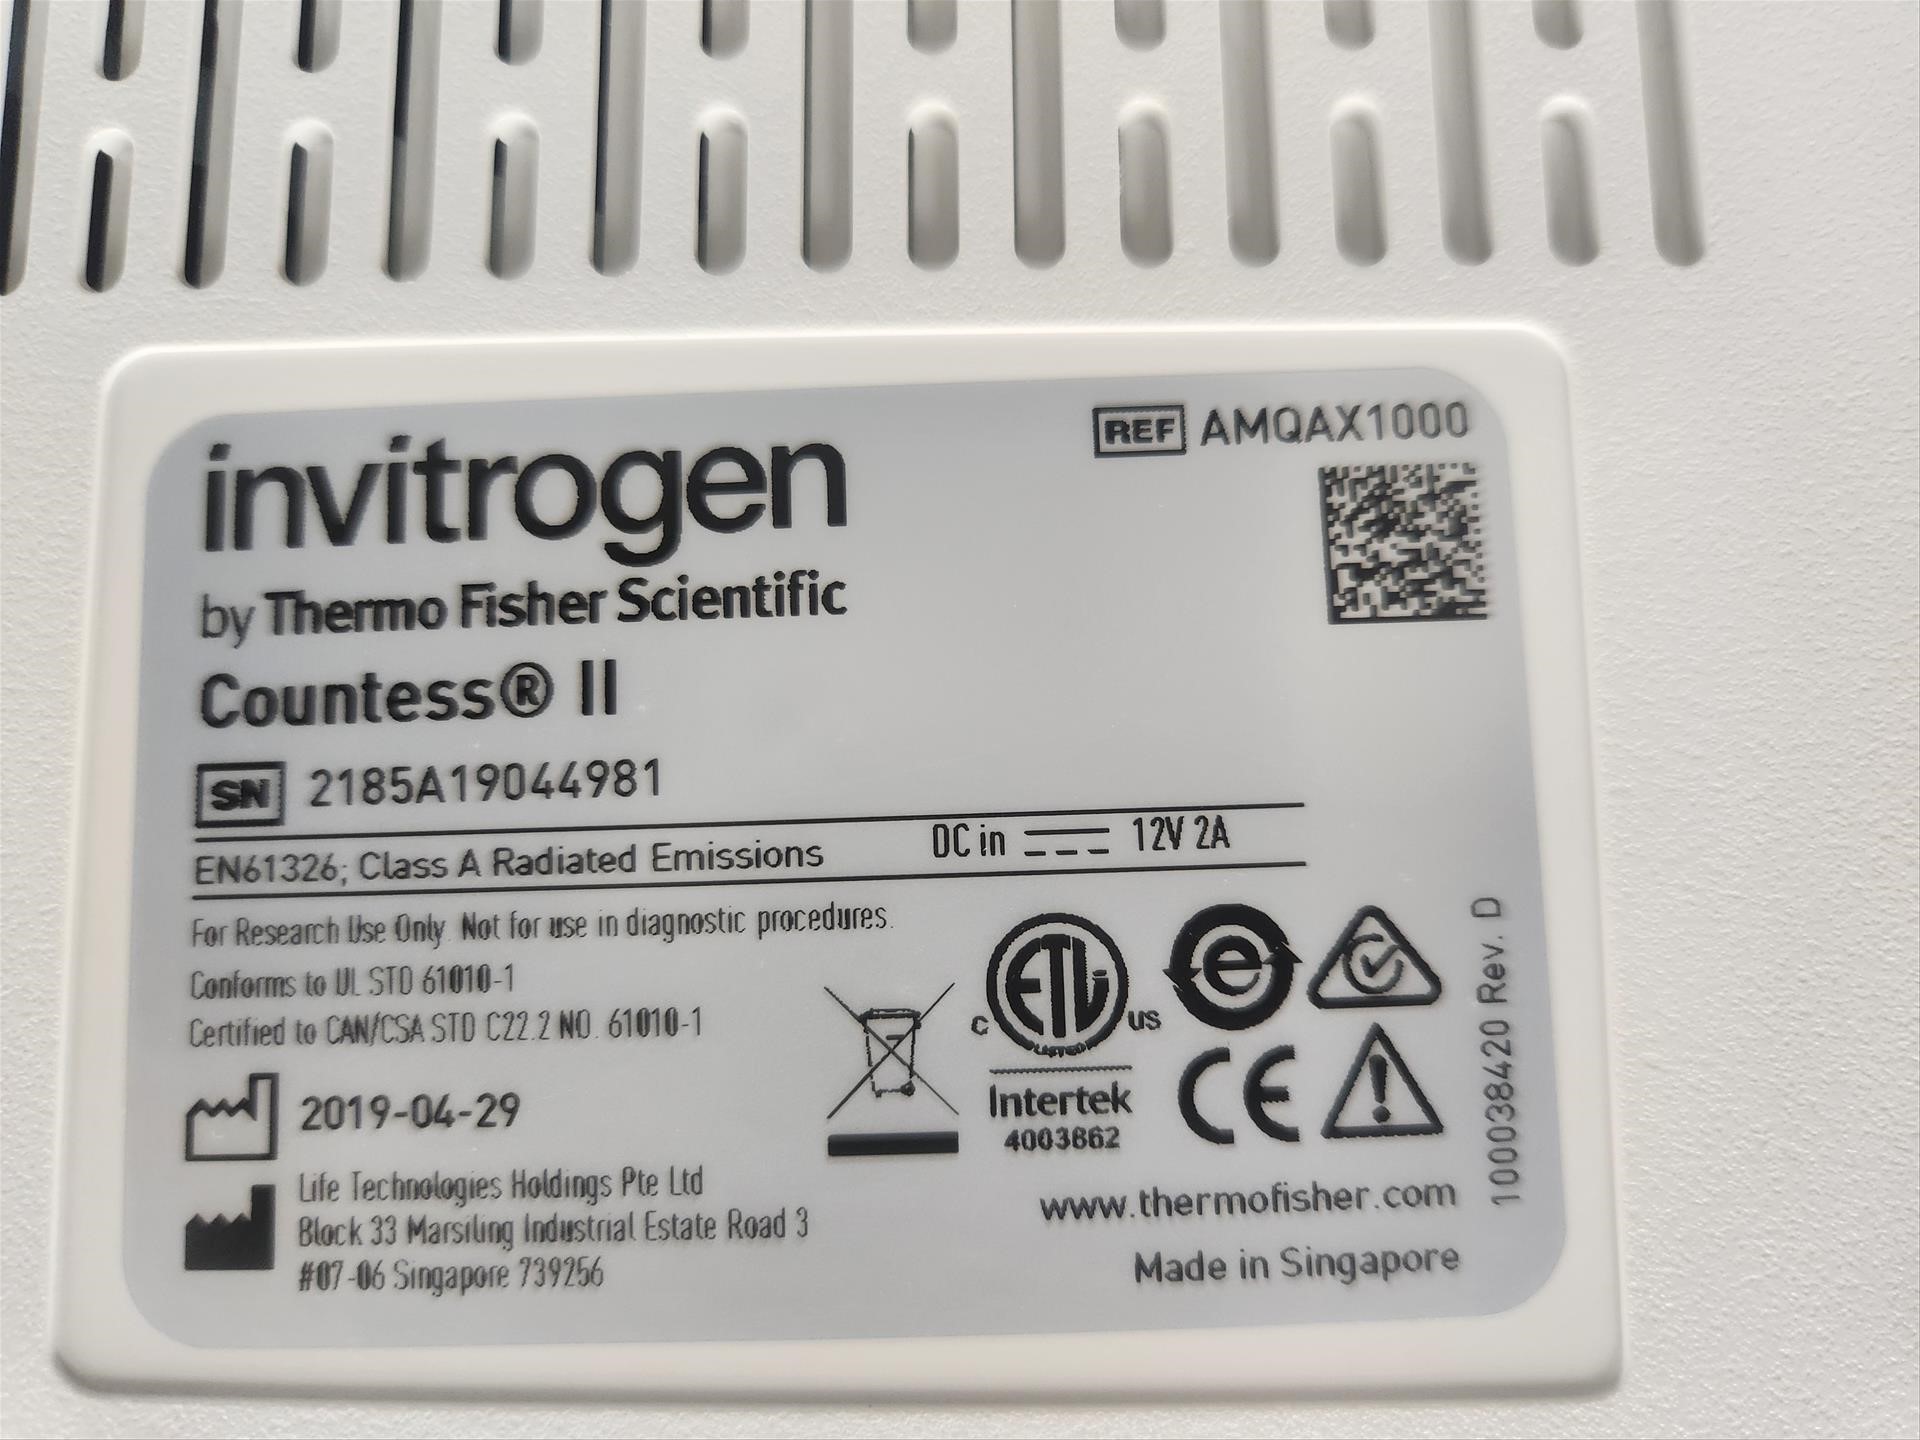 invitrogen
by Thermo Fisher Scientific
Countess® II
REF AMQAX1000
SN 2185A19044981
EN61326; Class A Radiated Emissions
DC in 12V 2A
For Research Use Only. Not for use in diagnostic procedures.
Conforms to UL STD 61010-1
Certified to CAN/CSA STD C22.2 NO. 61010-1
2019-04-29
Life Technologies Holdings Pte Ltd
Block 33 Marsiling Industrial Estate Road 3
#07-06 Singapore 739256
C ETL US
LISTED
Intertek
4003862
e
CE
www.thermofisher.com
Made in Singapore
100038420 Rev. D